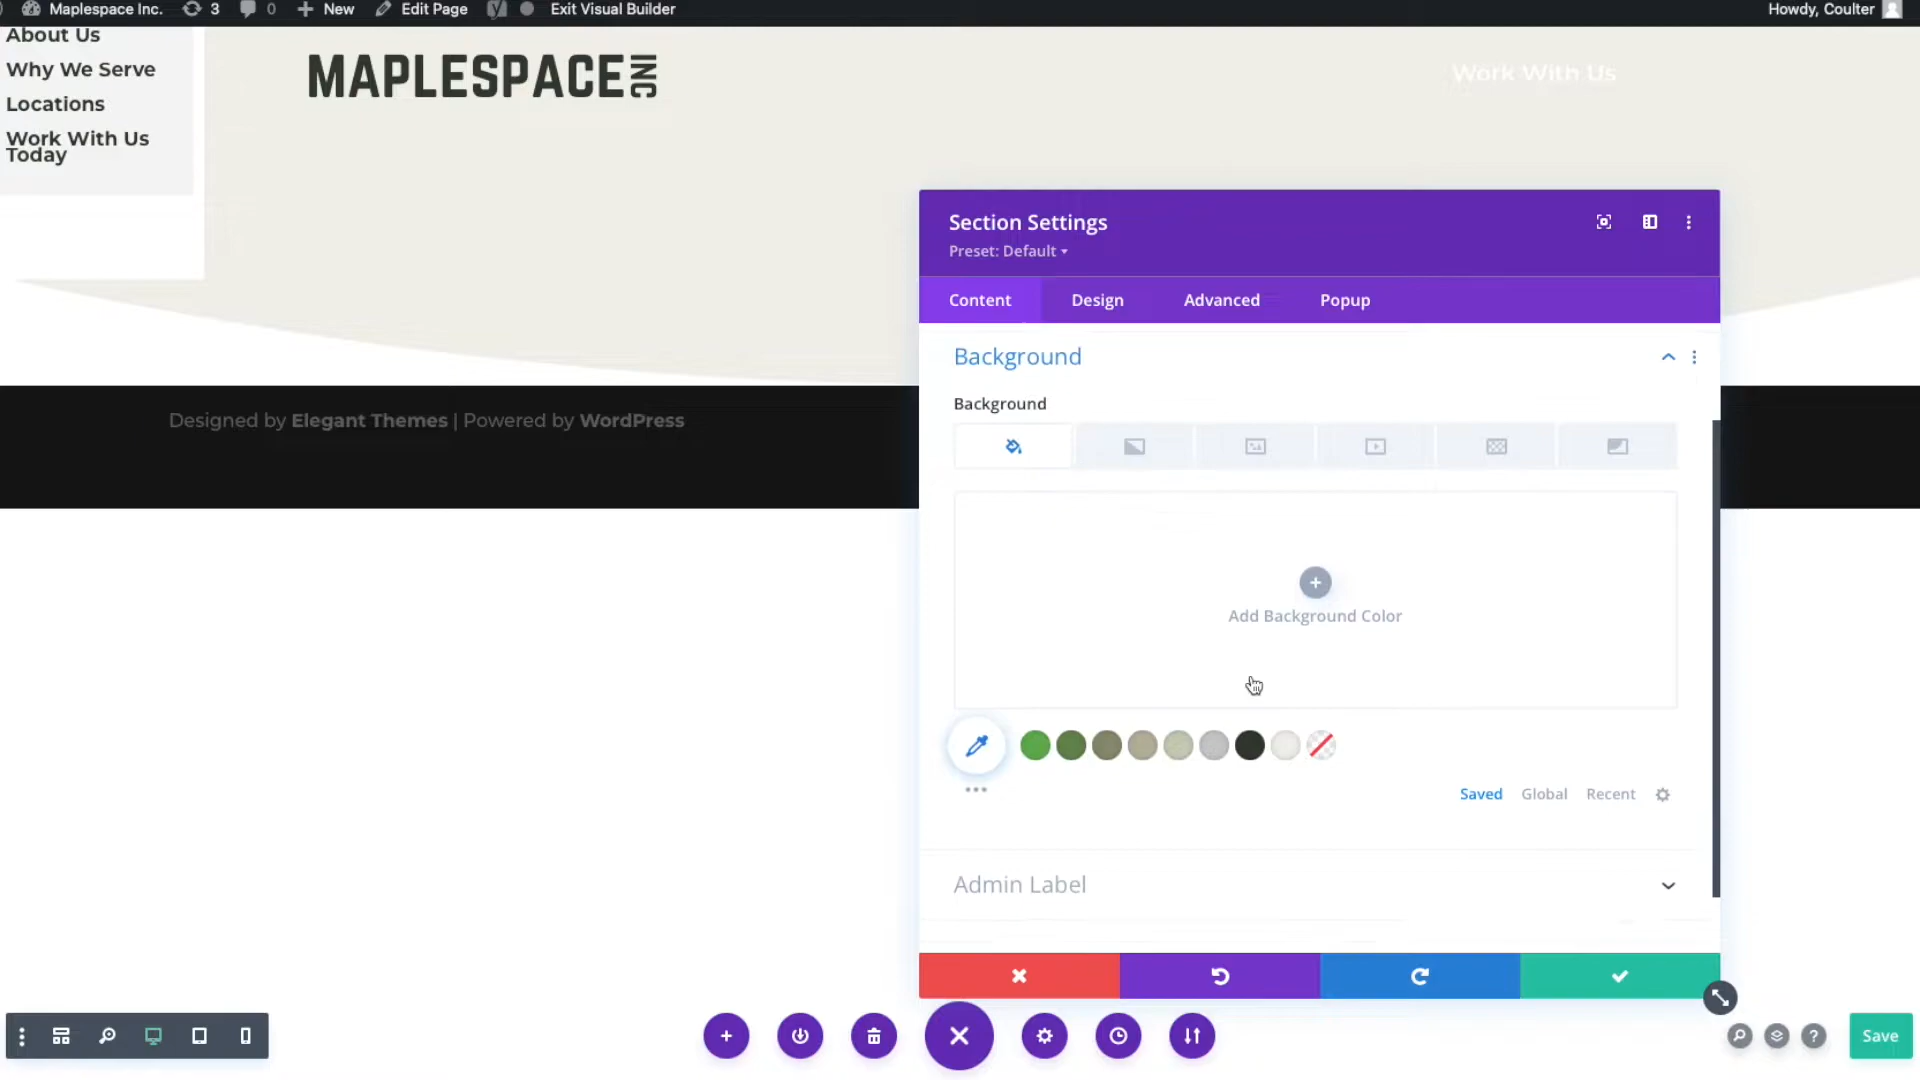 Maplespace Inc. 3 0 New Edit Page Exit Visual Builder Howdy, Coulter
About Us
Why We Serve
Locations
Work With Us
Today
MAPLESPACE INC
Work With Us
Section Settings
Preset: Default
Content Design Advanced Popup
Background
Background
Add Background Color
Saved Global Recent
Admin Label
Designed by Elegant Themes | Powered by WordPress
Save